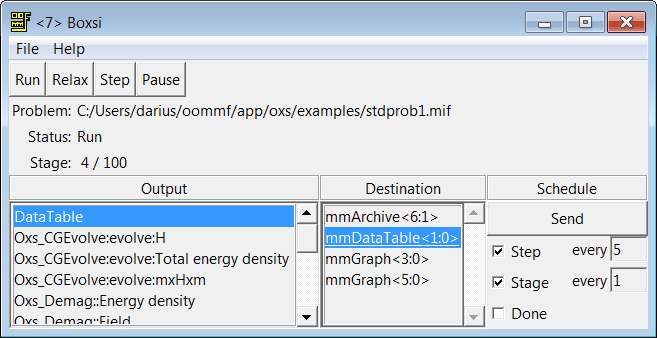 <7> Boxsi
File Help
Run Relax Step Pause
Problem: C:/Users/darius/oommf/app/oxs/examples/stdprob1.mif
Status: Run
Stage: 4 / 100
Output Destination Schedule
DataTable mmArchive<6:1> Send
Oxs_CGEvolve:evolve:H mmDataTable<1:0> Step every 5
Oxs_CGEvolve:evolve:Total energy density mmGraph<3:0>
Oxs_CGEvolve:evolve:mxHxm mmGraph<5:0> Stage every 1
Oxs_Demag::Energy density
Oxs_Demag::Field Done